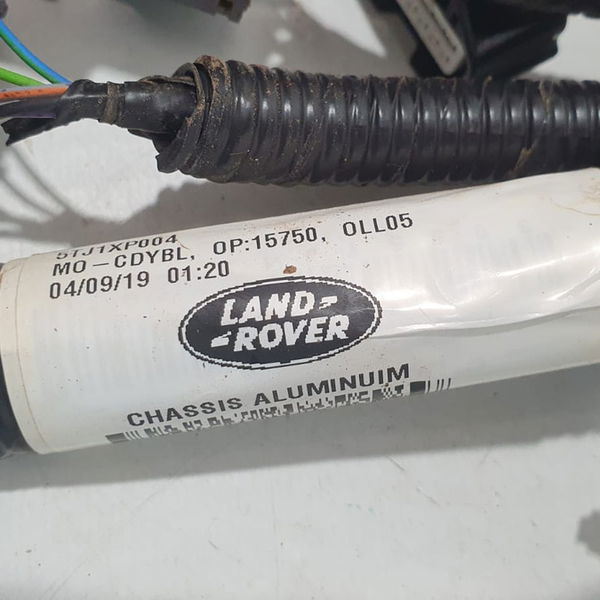 5TJ1XP004
MO-CDYBL, OP:15750, OLL05
04/09/19 01:20
LAND-
-ROVER
CHASSIS ALUMINUIM